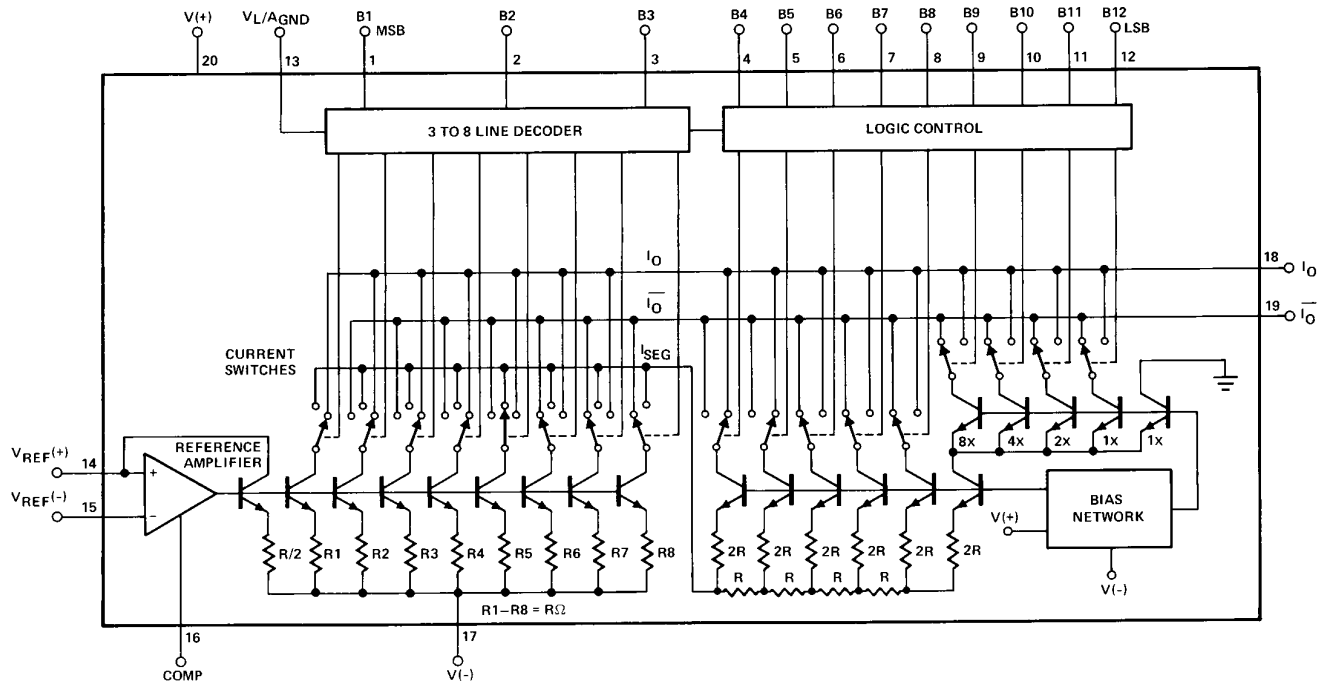 V(+)
VL/AGND
B1
MSB
B2
B3
B4
B5
B6
B7
B8
B9
B10
B11
B12
LSB
20
13
1
2
3
4
5
6
7
8
9
10
11
12
3 TO 8 LINE DECODER
LOGIC CONTROL
IO
18
IO
IO
19
IO
ISEG
CURRENT
SWITCHES
8x
4x
2x
1x
1x
VREF(+)
14
REFERENCE
AMPLIFIER
+
VREF(-)
15
−
R/2
R1
R2
R3
R4
R5
R6
R7
R8
2R
2R
2R
2R
2R
2R
R
R
R
R
V(+)
BIAS
NETWORK
V(-)
R1–R8 = RΩ
16
17
COMP
V(-)